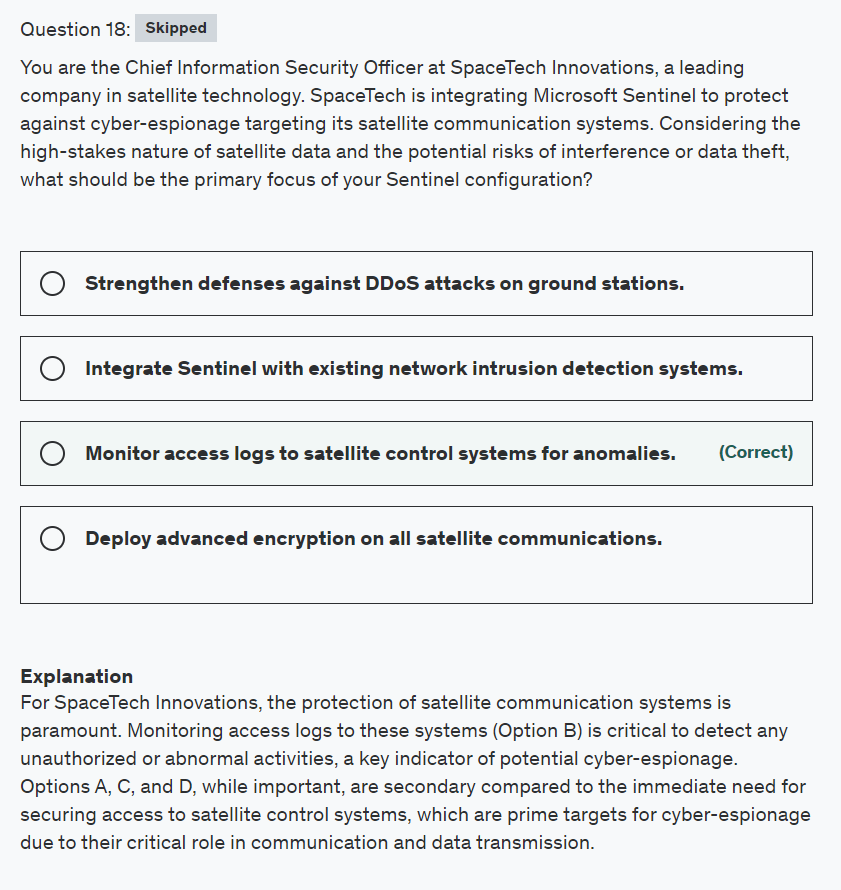 Question 18: Skipped
You are the Chief Information Security Officer at SpaceTech Innovations, a leading
company in satellite technology. SpaceTech is integrating Microsoft Sentinel to protect
against cyber-espionage targeting its satellite communication systems. Considering the
high-stakes nature of satellite data and the potential risks of interference or data theft,
what should be the primary focus of your Sentinel configuration?
Strengthen defenses against DDoS attacks on ground stations.
Integrate Sentinel with existing network intrusion detection systems.
Monitor access logs to satellite control systems for anomalies. (Correct)
Deploy advanced encryption on all satellite communications.
Explanation
For SpaceTech Innovations, the protection of satellite communication systems is
paramount. Monitoring access logs to these systems (Option B) is critical to detect any
unauthorized or abnormal activities, a key indicator of potential cyber-espionage.
Options A, C, and D, while important, are secondary compared to the immediate need for
securing access to satellite control systems, which are prime targets for cyber-espionage
due to their critical role in communication and data transmission.